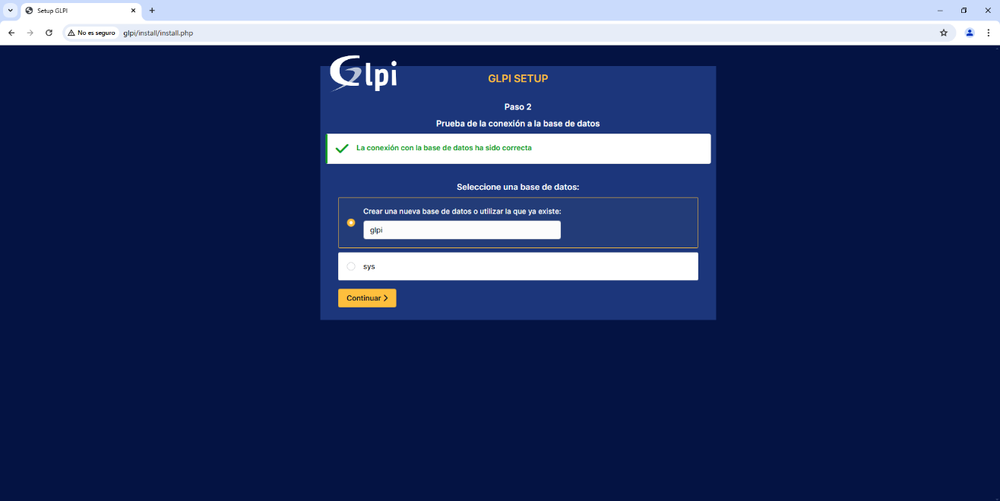 Setup GLPI
No es seguro
glpi/install/install.php
Glpi
GLPI SETUP
Paso 2
Prueba de la conexión a la base de datos
La conexión con la base de datos ha sido correcta
Seleccione una base de datos:
Crear una nueva base de datos o utilizar la que ya existe:
glpi
sys
Continuar